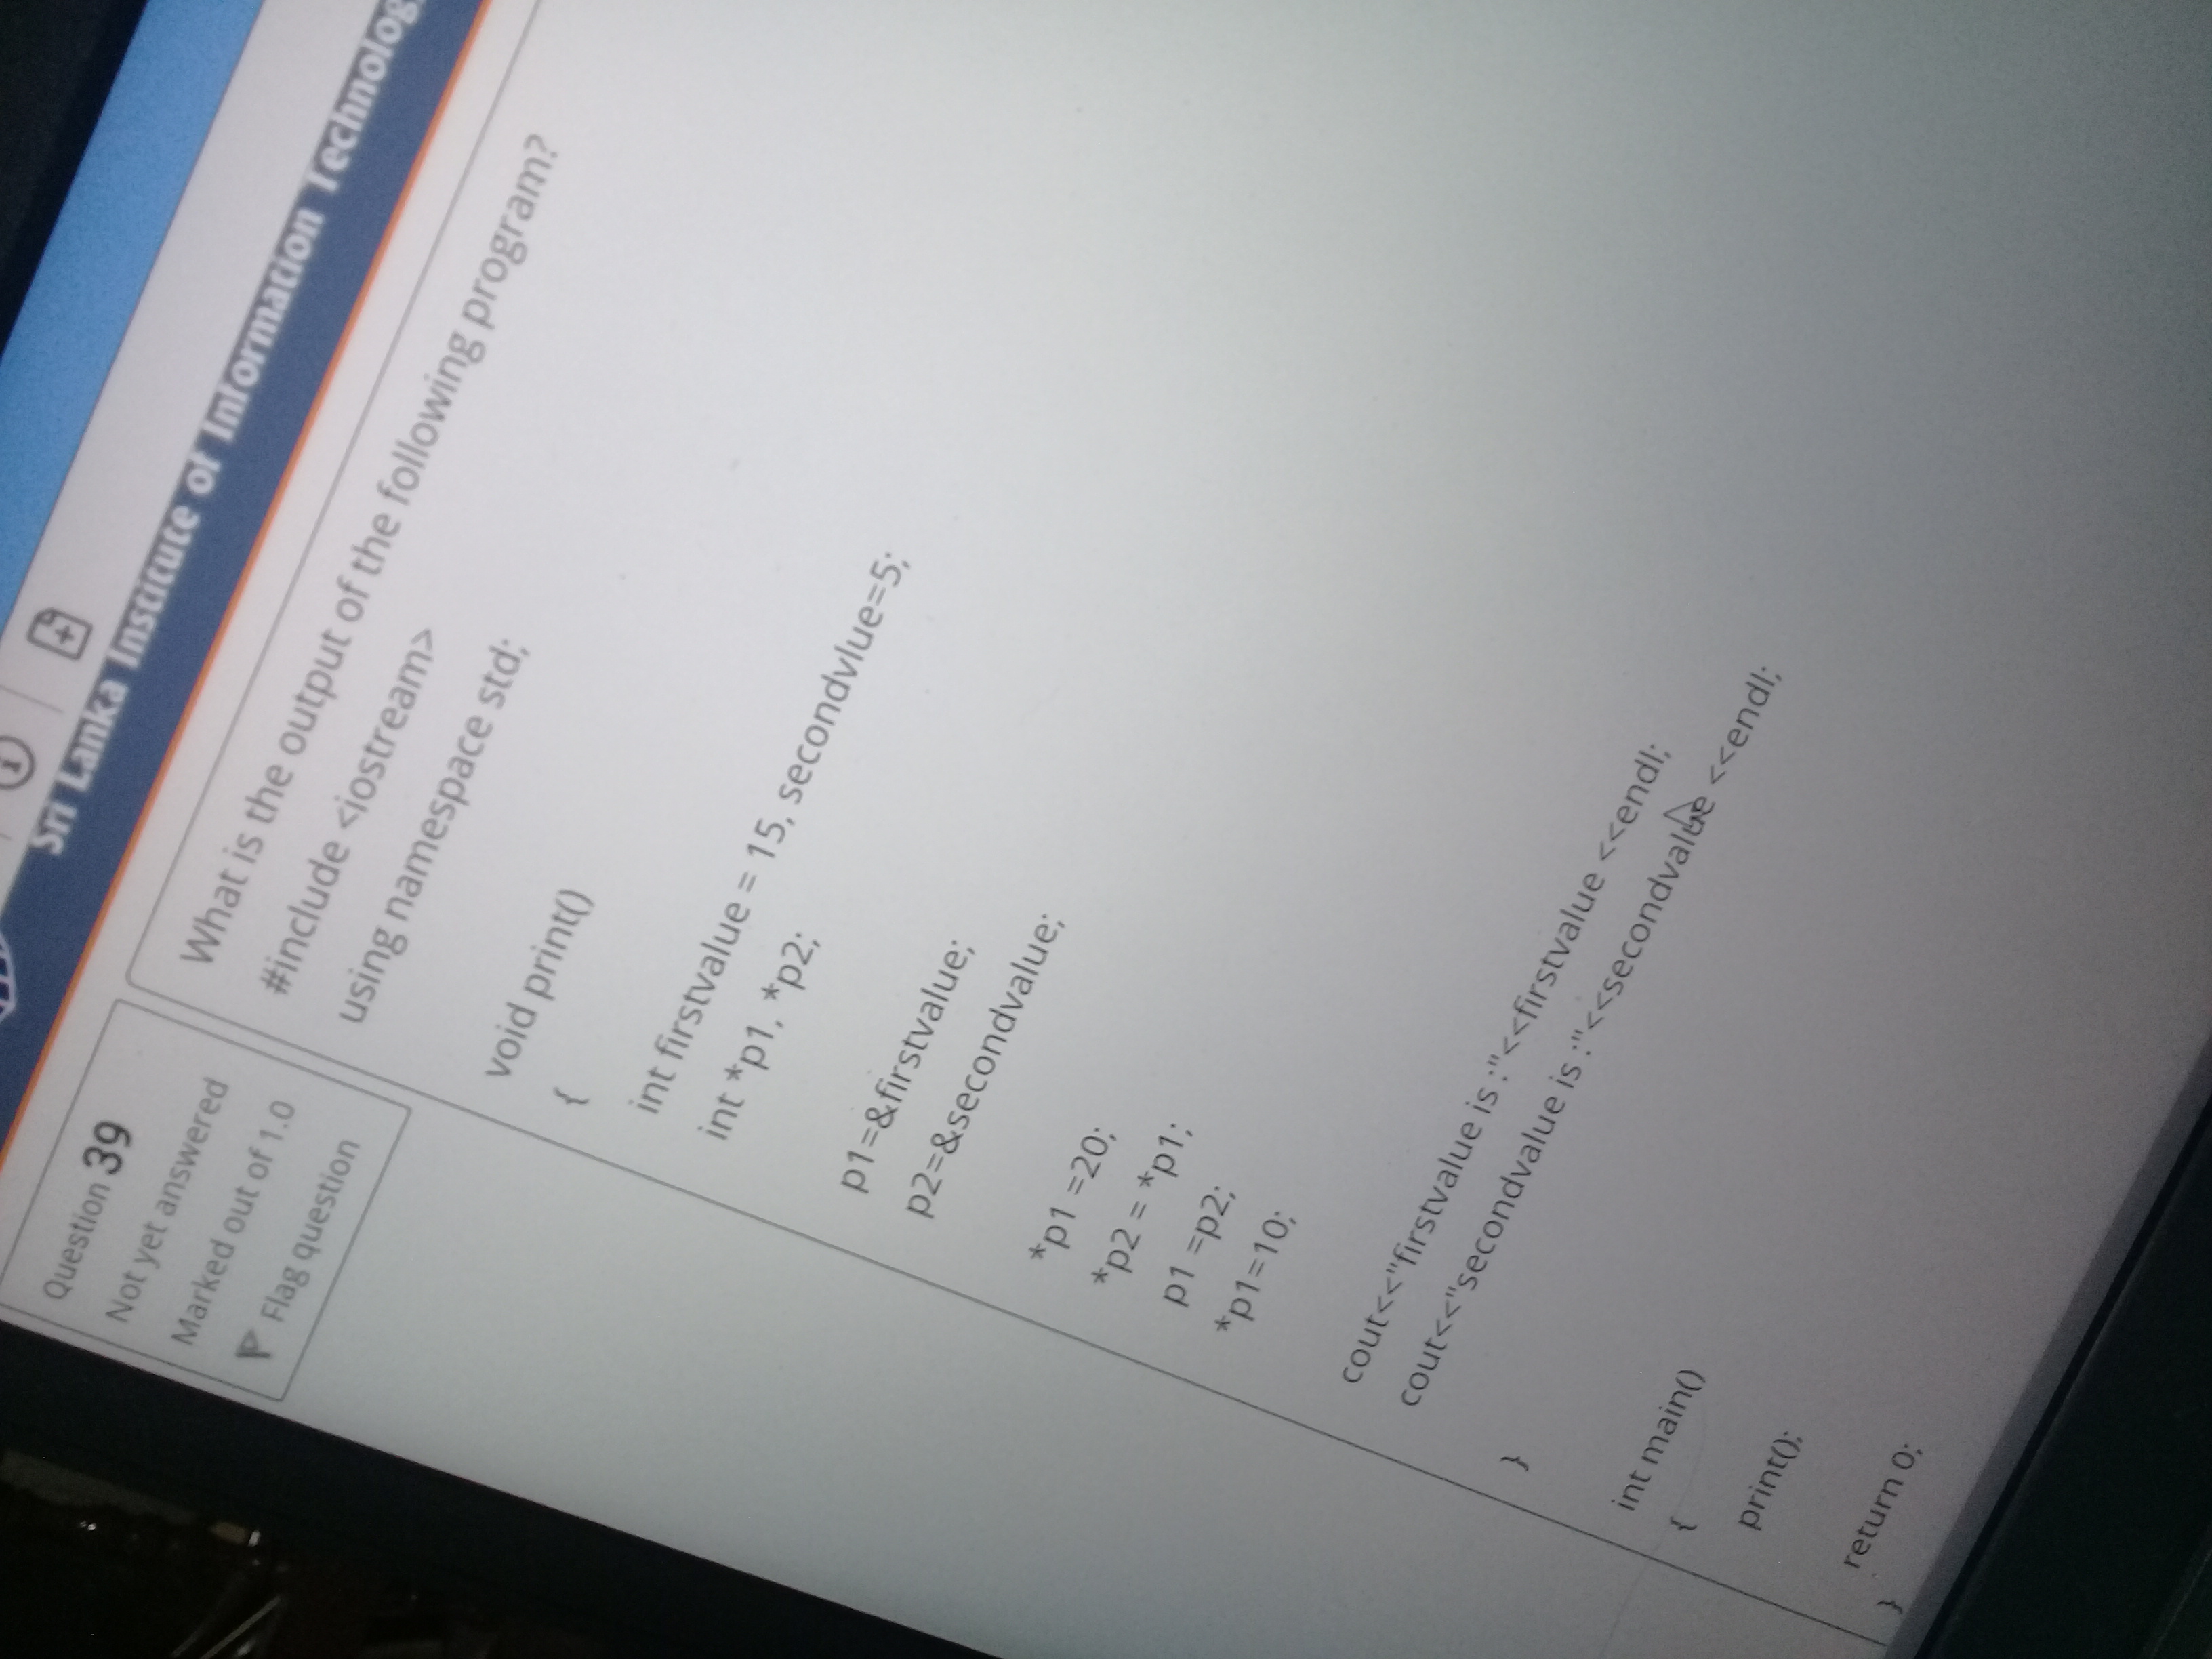 Sri Lanka Institute of Information
Question 39
Not yet answered
Marked out of 1.0
Flag question
What is the output of the following program?
#include <iostream>
using namespace std;
void print()
{
int firstvalue = 15, secondvlue=5;
int *p1, *p2;
p1=&firstvalue;
p2=&secondvalue;
*p1 =20;
*p2 = *p1;
p1 =p2;
*p1=10;
cout<<"firstvalue is :"<<firstvalue <<endl;
cout<<"secondvalue is :"<<secondvalue <<endl;
}
int main()
{
print();
return 0;
}